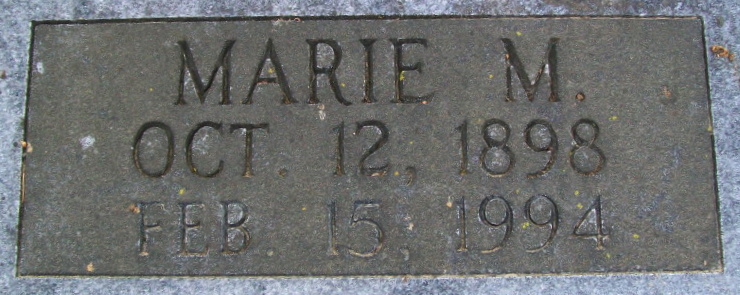 MARIE M.
OCT. 12, 1898
FEB 15, 1994